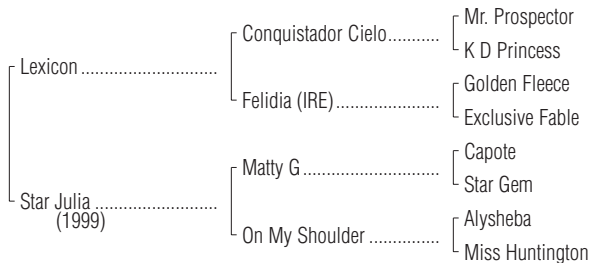 Mr. Prospector
Conquistador Cielo...........
K D Princess
Lexicon .............................
Golden Fleece
Felidia (IRE)......................
Exclusive Fable
Capote
Matty G.............................
Star Gem
Star Julia ..........................
(1999)
Alysheba
On My Shoulder ...............
Miss Huntington